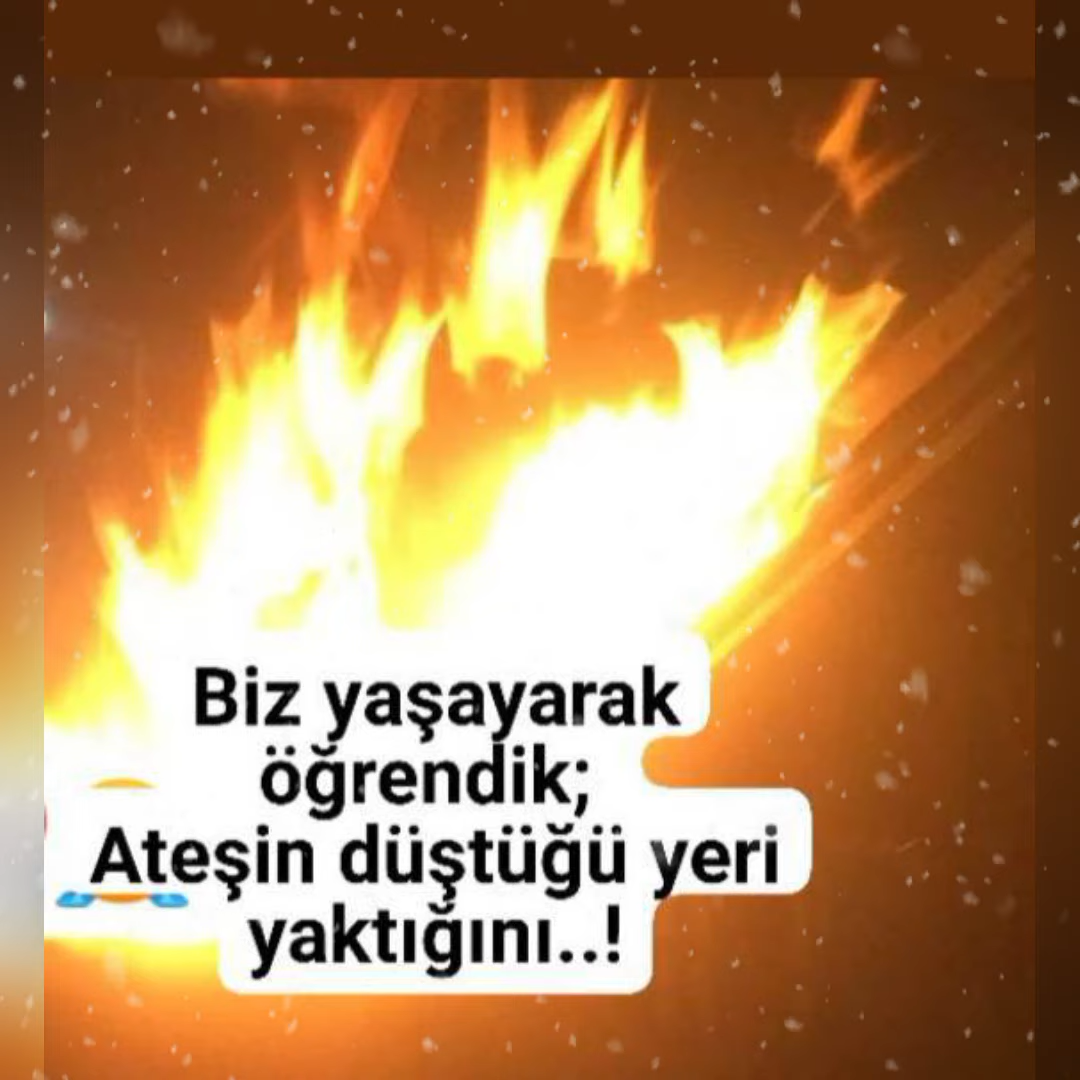 Biz yaşayarak
öğrendik;
Ateşin düştüğü yeri
yaktığını..!